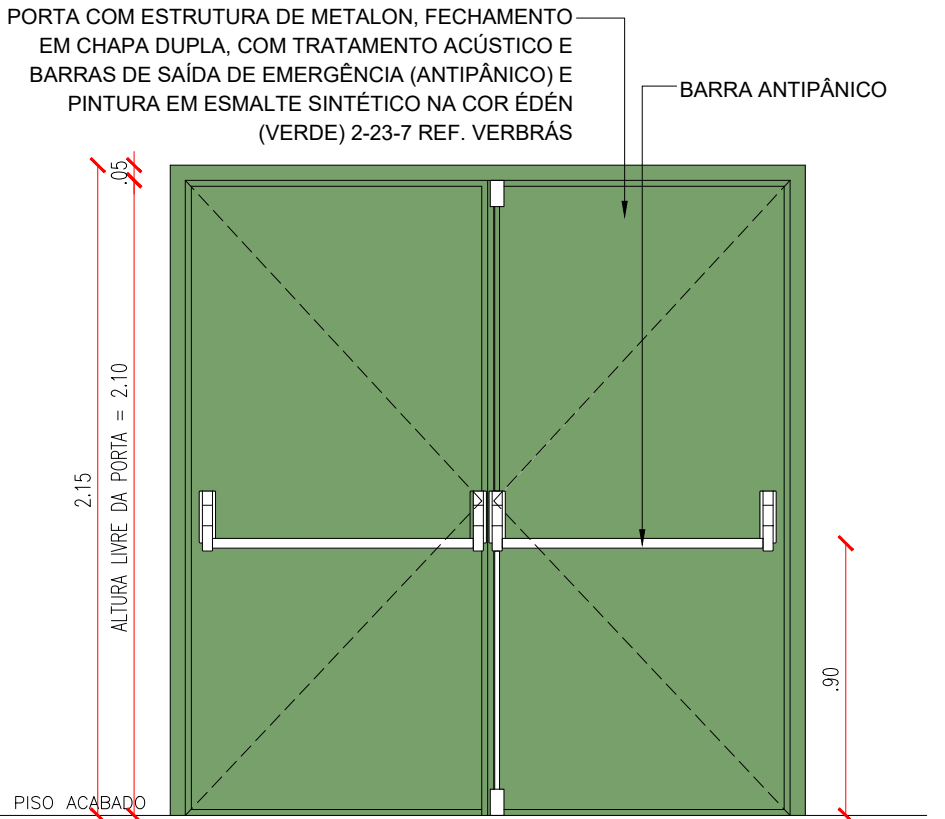 PORTA COM ESTRUTURA DE METALON, FECHAMENTO
EM CHAPA DUPLA, COM TRATAMENTO ACÚSTICO E
BARRAS DE SAÍDA DE EMERGÊNCIA (ANTIPÂNICO) E
PINTURA EM ESMALTE SINTÉTICO NA COR ÉDÉN
(VERDE) 2-23-7 REF. VERBRÁS
BARRA ANTIPÂNICO
.05
2.15
ALTURA LIVRE DA PORTA = 2.10
.90
PISO ACABADO